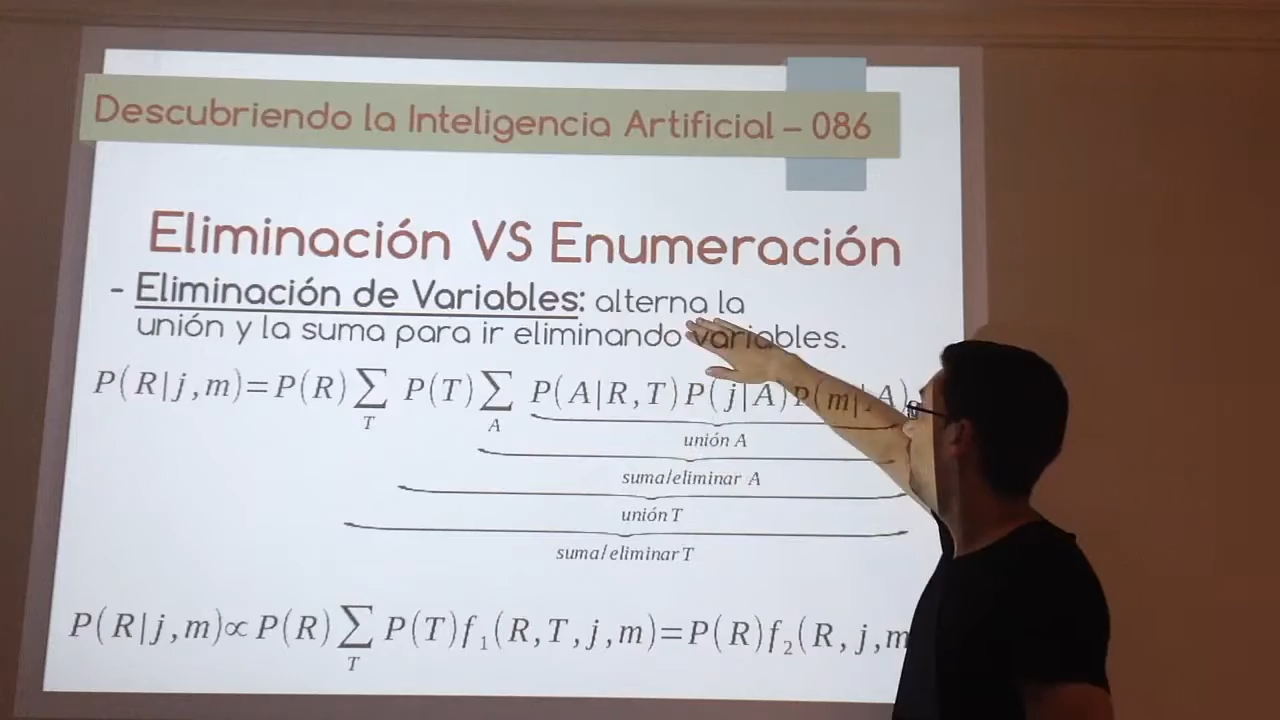 Descubriendo la Inteligencia Artificial – 086
Eliminación VS Enumeración
- Eliminación de Variables: alterna la
unión y la suma para ir eliminando variables.
P(R|j,m)=P(R)∑ P(T)∑ P(A|R,T)P(j|A)P(m|A)
T A
unión A
suma/eliminar A
unión T
suma/eliminar T
P(R|j,m)∝P(R)∑ P(T)f₁(R,T,j,m)=P(R)f₂(R,j,m
T